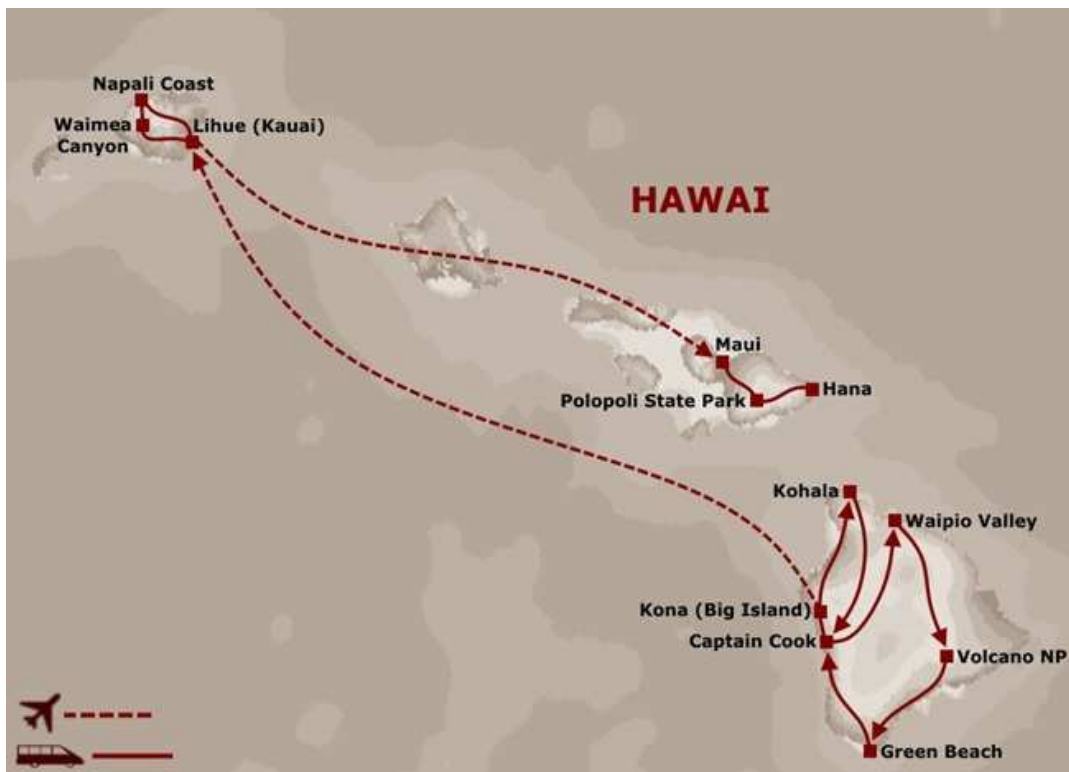 Napali Coast
Waimea
Canyon
Lihue (Kauai)
HAWAI
Maui
Polopoli State Park
Hana
Kohala
Waipio Valley
Kona (Big Island)
Captain Cook
Volcano NP
Green Beach